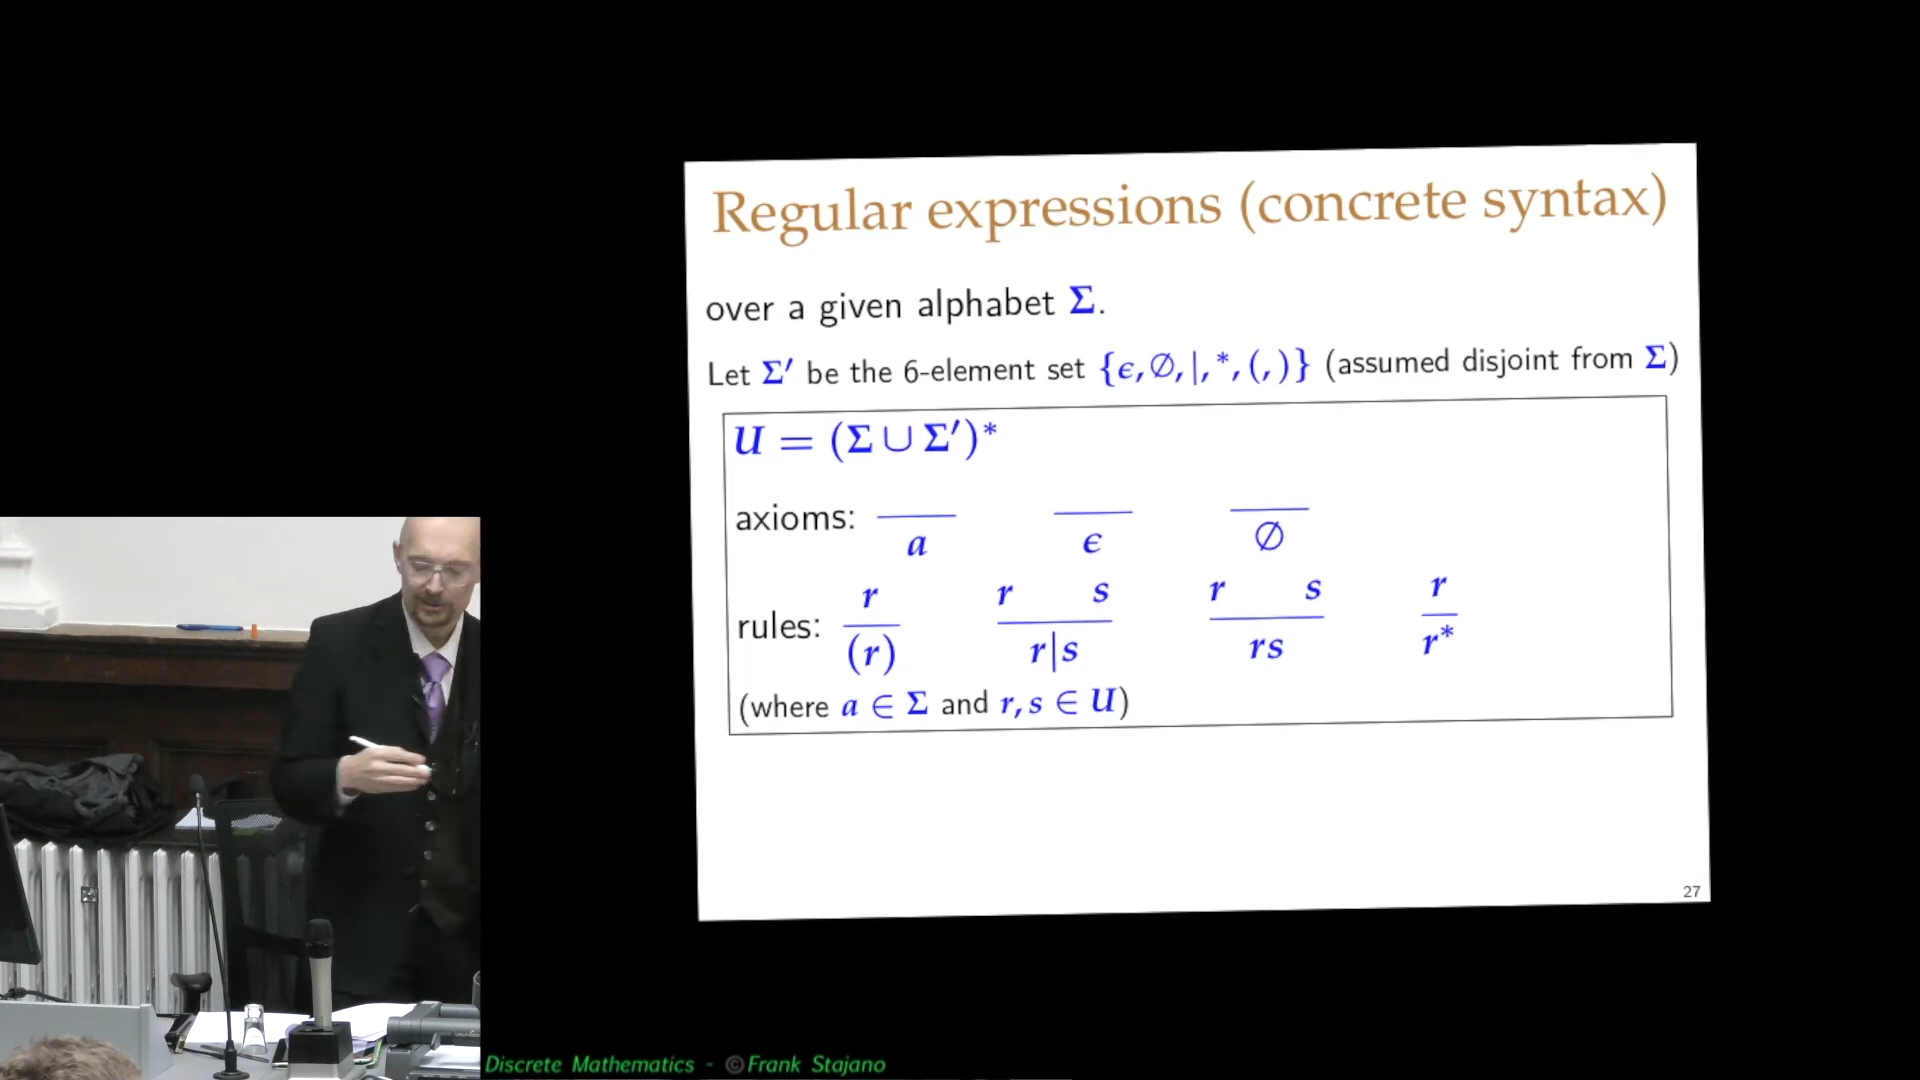 Regular expressions (concrete syntax)
over a given alphabet Σ.
Let Σ′ be the 6-element set {ϵ, ∅, |, *, (, )} (assumed disjoint from Σ)
U = (Σ ∪ Σ′)*
axioms: a ϵ ∅
rules: r (r) r s r|s r s rs r r*
(where a ∈ Σ and r, s ∈ U)
27
Discrete Mathematics - © Frank Stajano